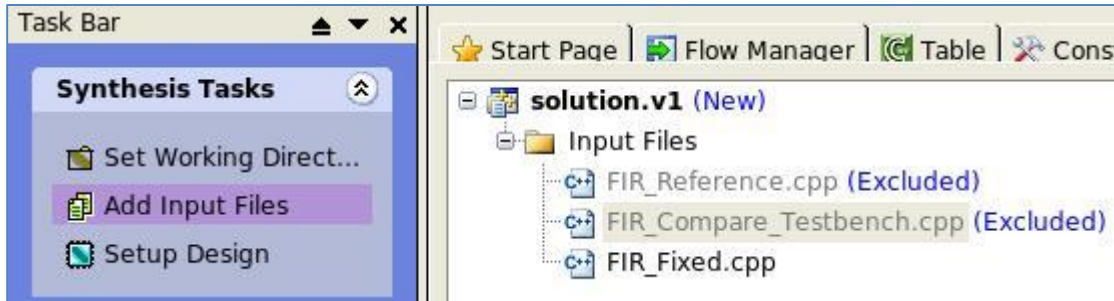 Task Bar
Synthesis Tasks
Set Working Direct...
Add Input Files
Setup Design
Start Page
Flow Manager
Table
Cons
solution.v1 (New)
Input Files
FIR_Reference.cpp (Excluded)
FIR_Compare_Testbench.cpp (Excluded)
FIR_Fixed.cpp